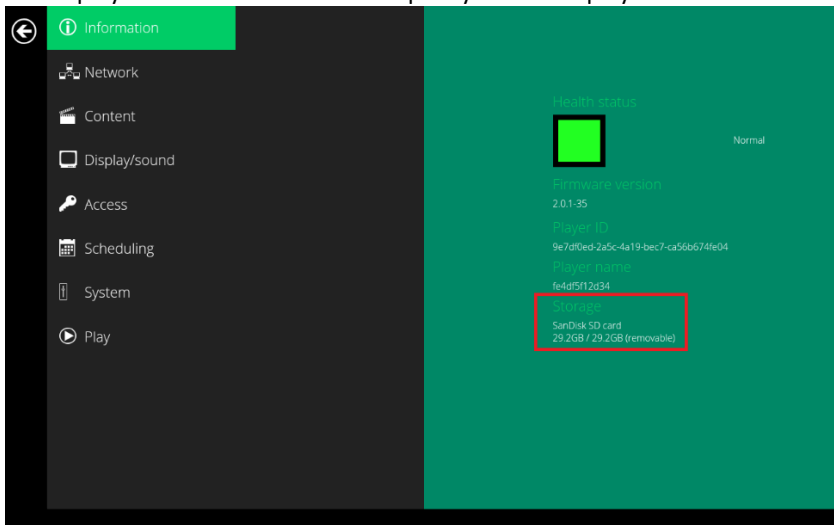 Information
Network
Content
Display/sound
Access
Scheduling
System
Play
Health status
Normal
Firmware version
2.0.1-35
Player ID
9e7df0ed-2a5c-4a19-bec7-ca56b674fe04
Player name
fe4df5f12d34
Storage
SanDisk SD card
29.2GB / 29.2GB (removable)